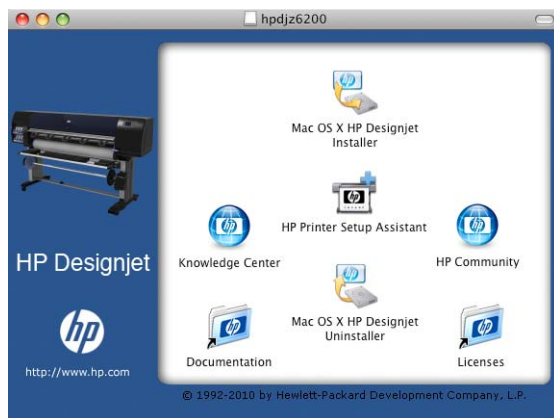 hpdjz6200
Mac OS X HP Designjet
Installer
HP Printer Setup Assistant
Knowledge Center
HP Community
Mac OS X HP Designjet
Uninstaller
Documentation
Licenses
HP Designjet
hp
http://www.hp.com
© 1992-2010 by Hewlett-Packard Development Company, L.P.